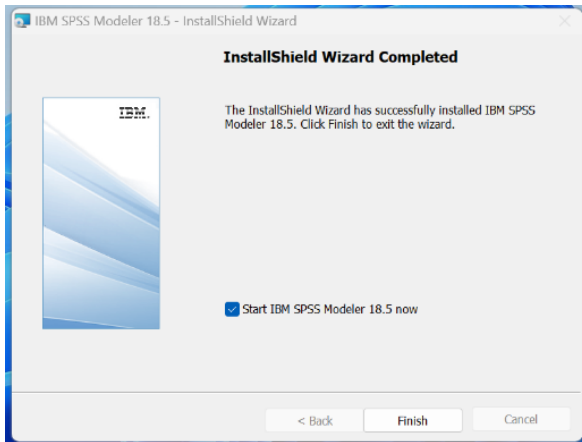 IBM SPSS Modeler 18.5 - InstallShield Wizard
InstallShield Wizard Completed
IBM.
The InstallShield Wizard has successfully installed IBM SPSS
Modeler 18.5. Click Finish to exit the wizard.
Start IBM SPSS Modeler 18.5 now
< Back
Finish
Cancel